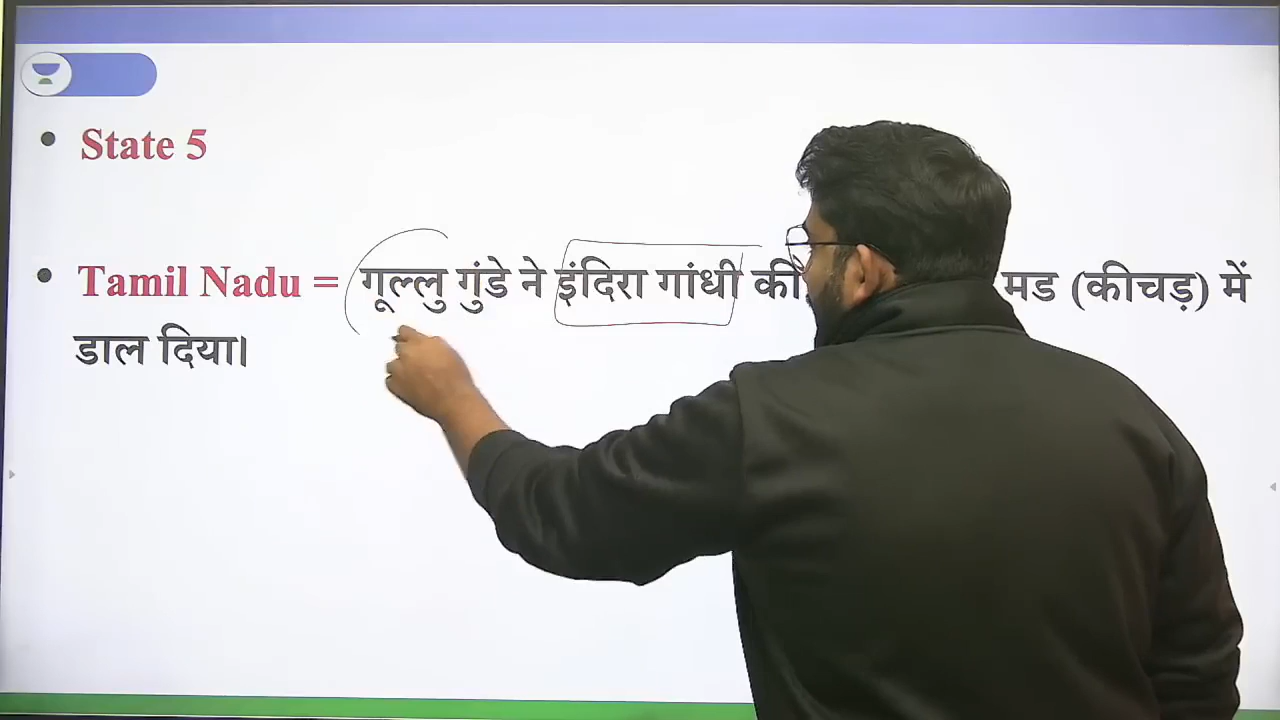 State 5
Tamil Nadu = गूल्लु गुंडे ने इंदिरा गांधी की मड (कीचड़) में
डाल दिया।